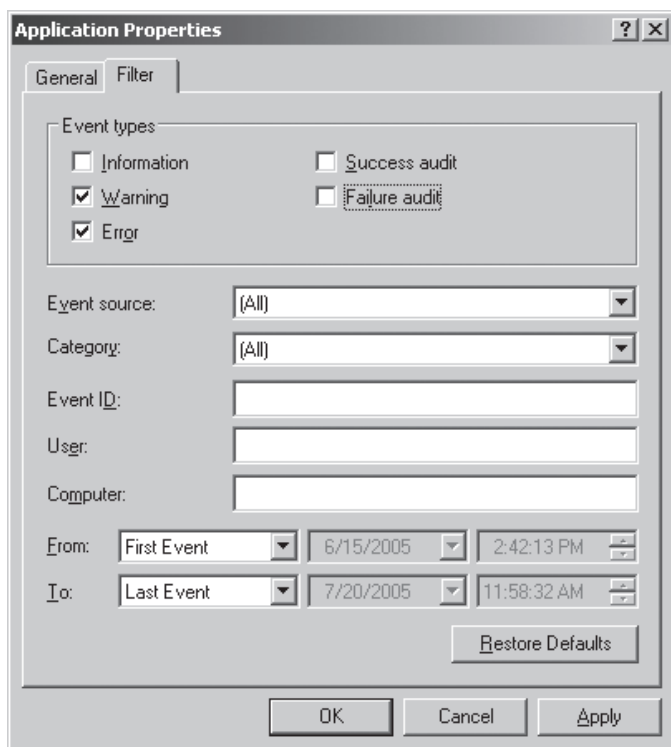 Application Properties
General Filter
Event types
Information Success audit
Warning Failure audit
Error
Event source: (All)
Category: (All)
Event ID:
User:
Computer:
From: First Event 6/15/2005 2:42:13 PM
To: Last Event 7/20/2005 11:58:32 AM
Restore Defaults
OK Cancel Apply